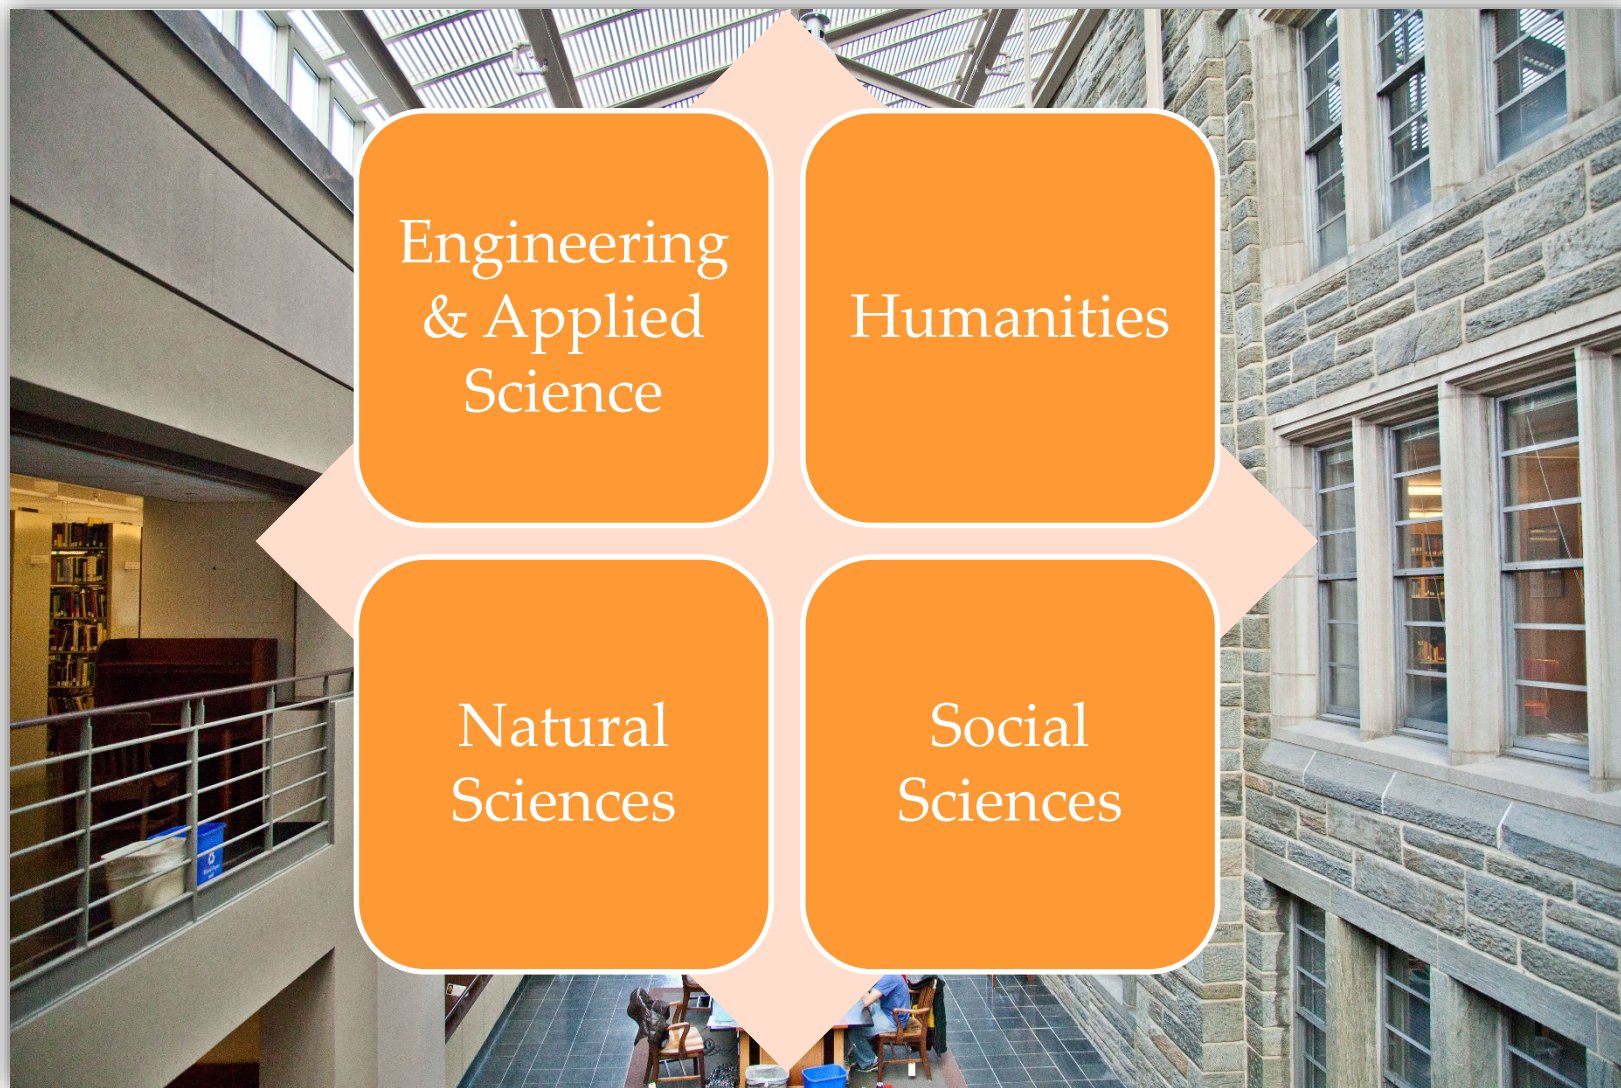 Engineering
& Applied
Science
Humanities
Natural
Sciences
Social
Sciences